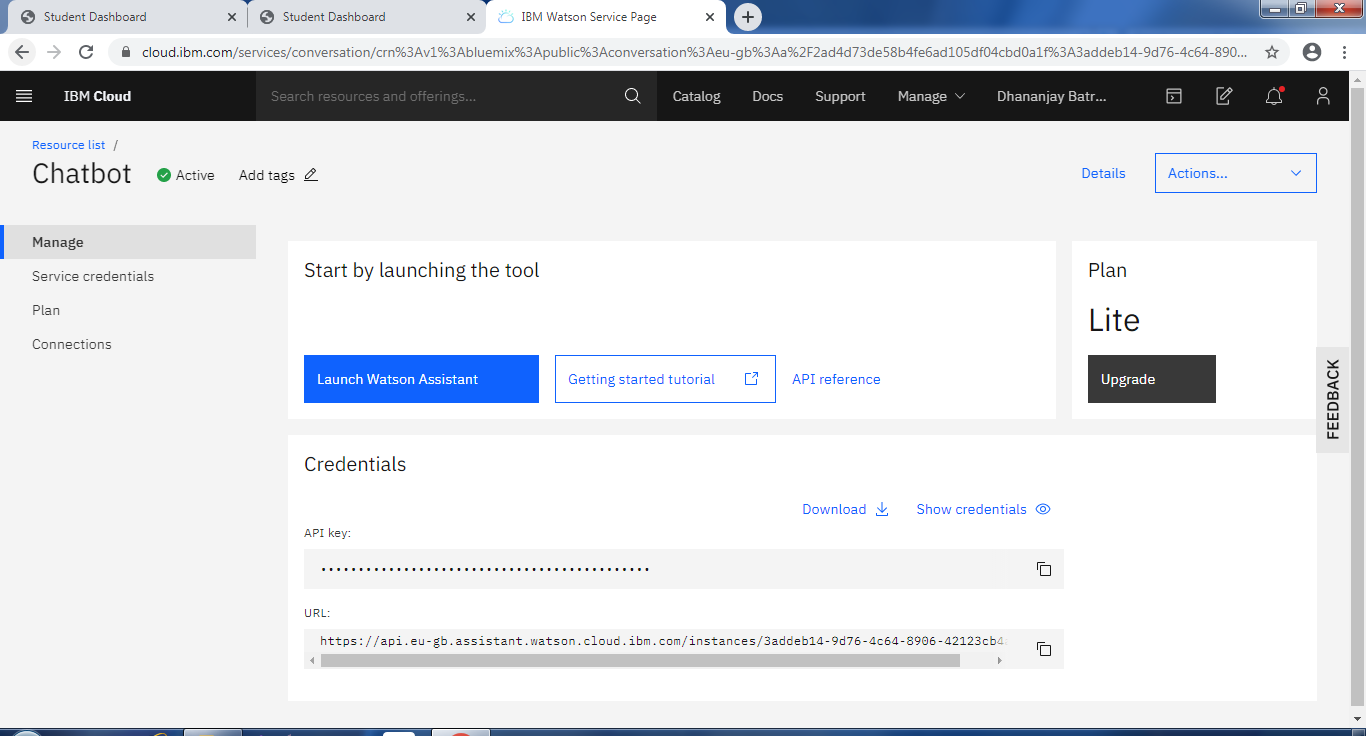 Student Dashboard
Student Dashboard
IBM Watson Service Page
cloud.ibm.com/services/conversation/crn%3Av1%3Abluemix%3Apublic%3Aconversation%3Aeu-gb%3Aa%2F2ad4d73de58b4fe6ad105df04cbd0a1f%3A3addeb14-9d76-4c64-890...
IBM Cloud
Search resources and offerings...
Catalog
Docs
Support
Manage
Dhananjay Batr...
Resource list /
Chatbot
Active
Add tags
Details
Actions...
Manage
Service credentials
Plan
Connections
Start by launching the tool
Launch Watson Assistant
Getting started tutorial
API reference
Plan
Lite
Upgrade
FEEDBACK
Credentials
Download
Show credentials
API key:
URL:
https://api.eu-gb.assistant.watson.cloud.ibm.com/instances/3addeb14-9d76-4c64-8906-42123cb4